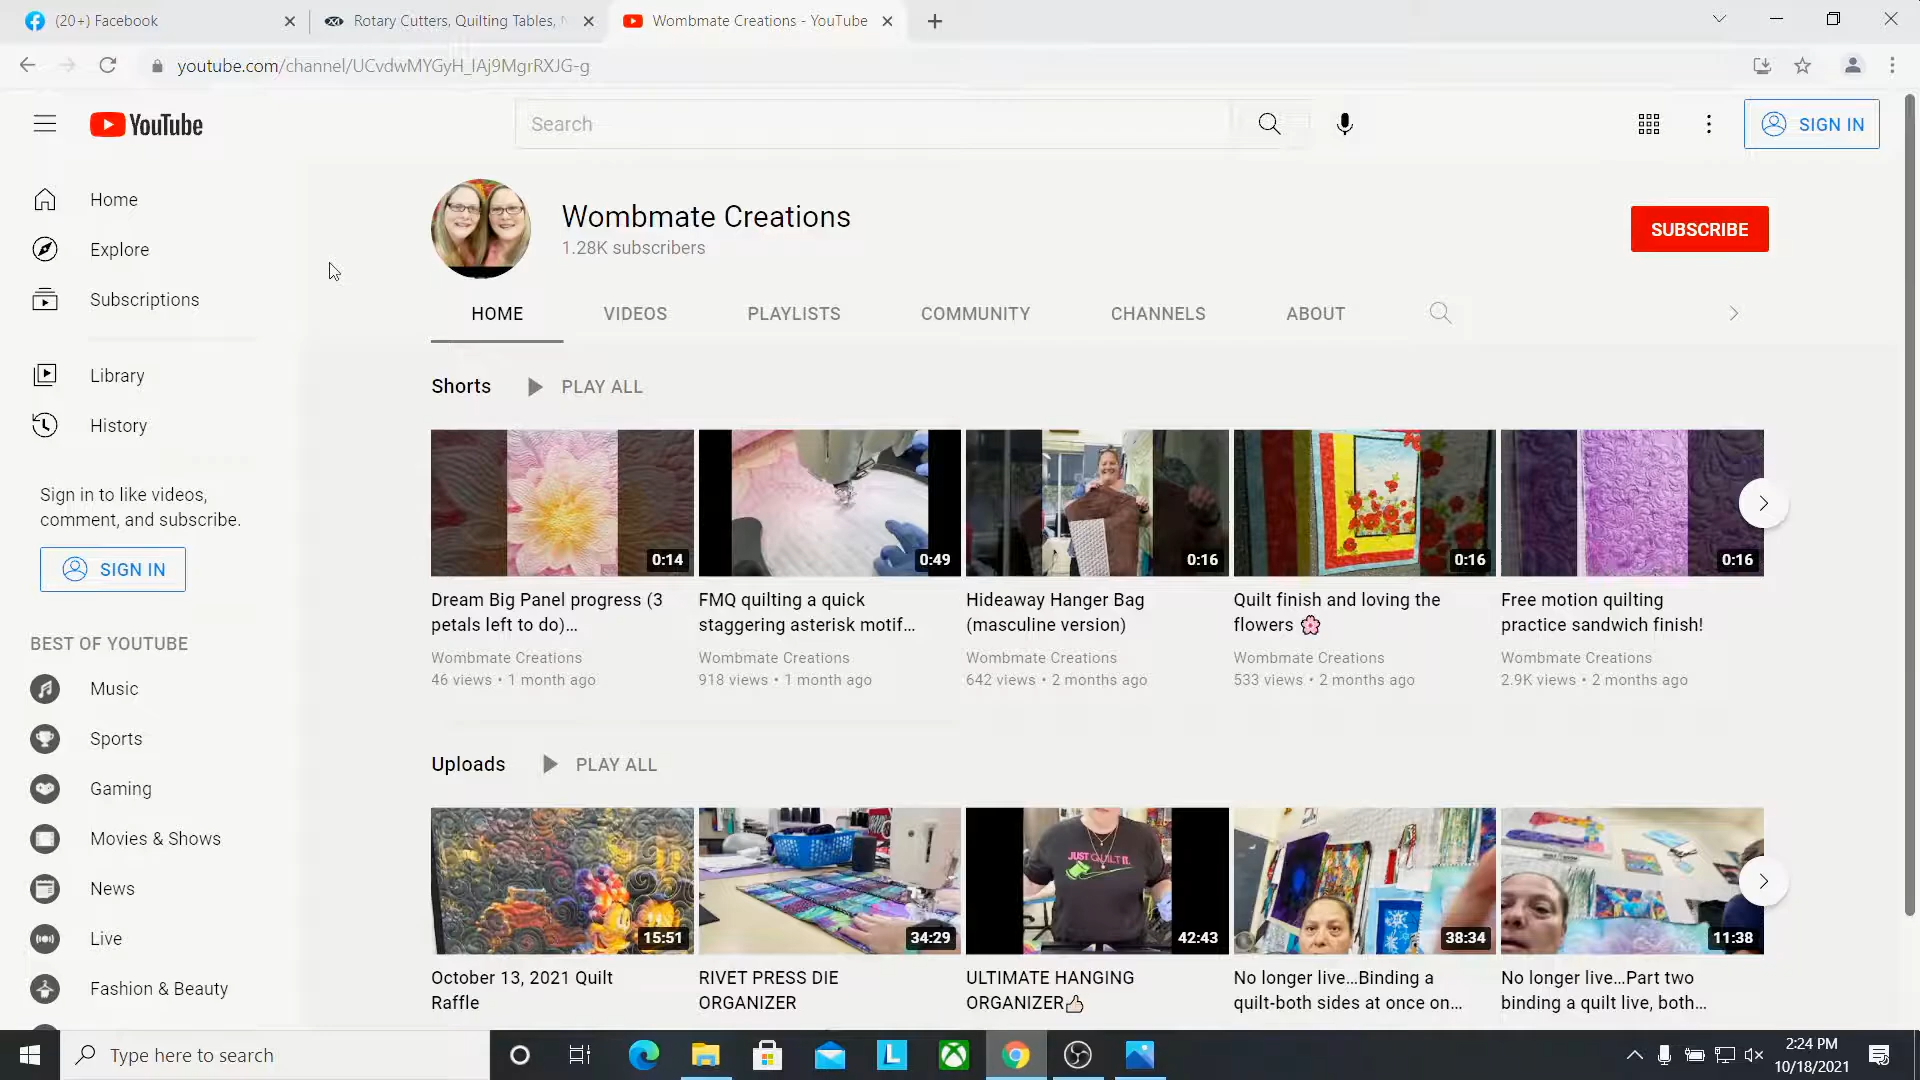 (20+) Facebook
Rotary Cutters, Quilting Tables,
Wombmate Creations - YouTube
youtube.com/channel/UCvdwMYGyH_IAj9MgrRXJG-g
YouTube
Search
SIGN IN
Home
Explore
Subscriptions
Library
History
Sign in to like videos,
comment, and subscribe.
SIGN IN
BEST OF YOUTUBE
Music
Sports
Gaming
Movies & Shows
News
Live
Fashion & Beauty
Wombmate Creations
1.28K subscribers
SUBSCRIBE
HOME VIDEOS PLAYLISTS COMMUNITY CHANNELS ABOUT
Shorts PLAY ALL
0:14
0:49
0:16
0:16
0:16
Dream Big Panel progress (3
petals left to do)...
Wombmate Creations
46 views • 1 month ago
FMQ quilting a quick
staggering asterisk motif...
Wombmate Creations
918 views • 1 month ago
Hideaway Hanger Bag
(masculine version)
Wombmate Creations
642 views • 2 months ago
Quilt finish and loving the
flowers 🌸
Wombmate Creations
533 views • 2 months ago
Free motion quilting
practice sandwich finish!
Wombmate Creations
2.9K views • 2 months ago
Uploads PLAY ALL
JUST QUILT IT.
15:51
34:29
42:43
38:34
11:38
October 13, 2021 Quilt
Raffle
RIVET PRESS DIE
ORGANIZER
ULTIMATE HANGING
ORGANIZER👍
No longer live...Binding a
quilt-both sides at once on...
No longer live...Part two
binding a quilt live, both...
Type here to search
L
2:24 PM
10/18/2021